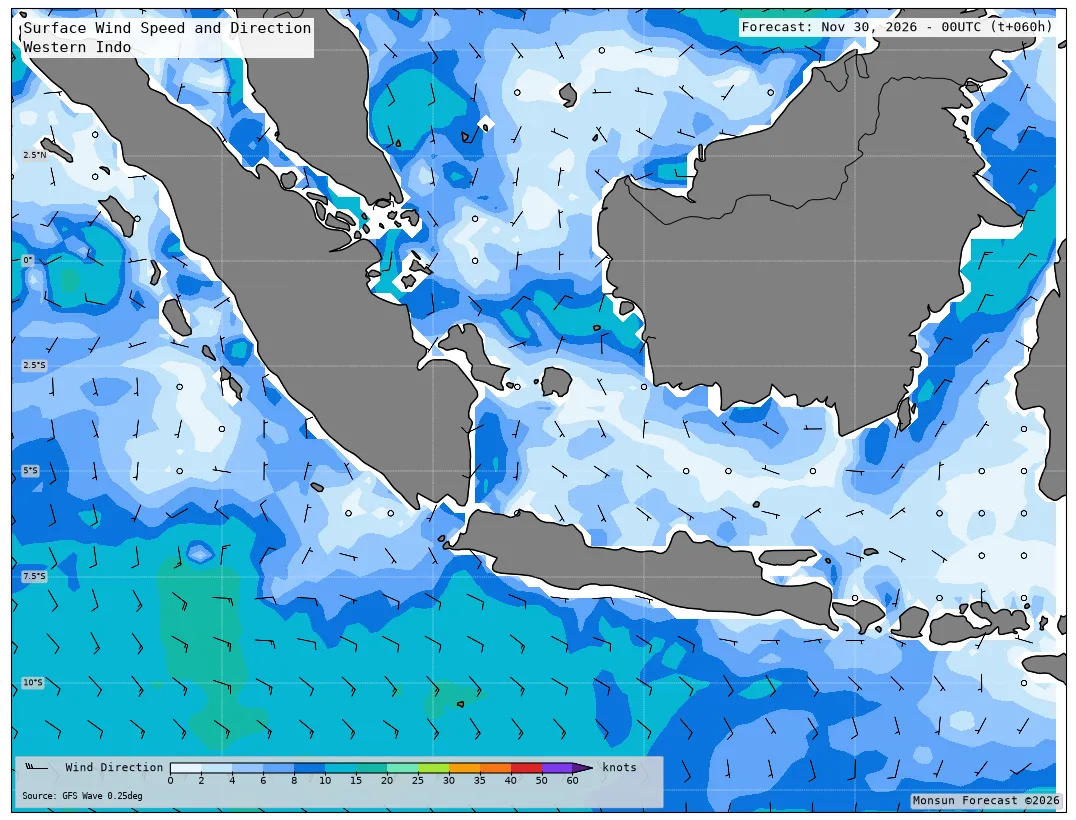 Surface Wind Speed and Direction
Western Indo
Forecast: Nov 30, 2026 - 00UTC (t+060h)
2.5°N
0°
2.5°S
5°S
7.5°S
10°S
Wind Direction
0 2 4 6 8 10 15 20 25 30 35 40 50 60
knots
Source: GFS Wave 0.25deg
Monsun Forecast ©2026